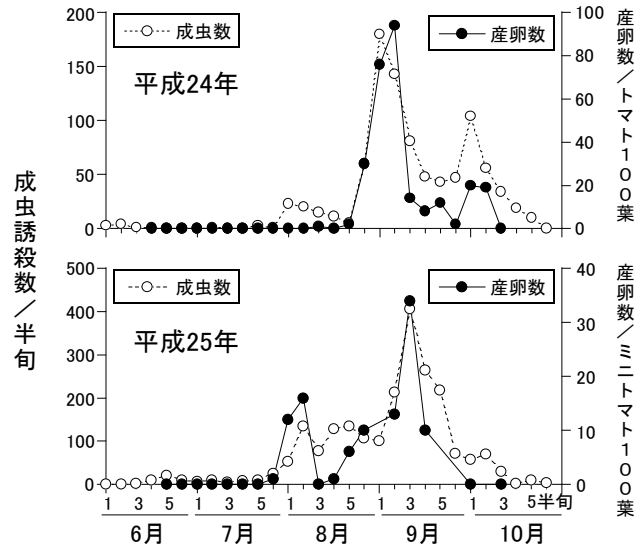 成虫誘殺数/半旬
200
150
100
50
0
成虫数
産卵数
平成24年
100
80
60
40
20
0
産卵数/トマト100葉
500
400
300
200
100
0
成虫数
産卵数
平成25年
40
30
20
10
0
産卵数/ミニトマト100葉
1 3 5 1 3 5 1 3 5 1 3 5 1 3 5半旬
6月 7月 8月 9月 10月